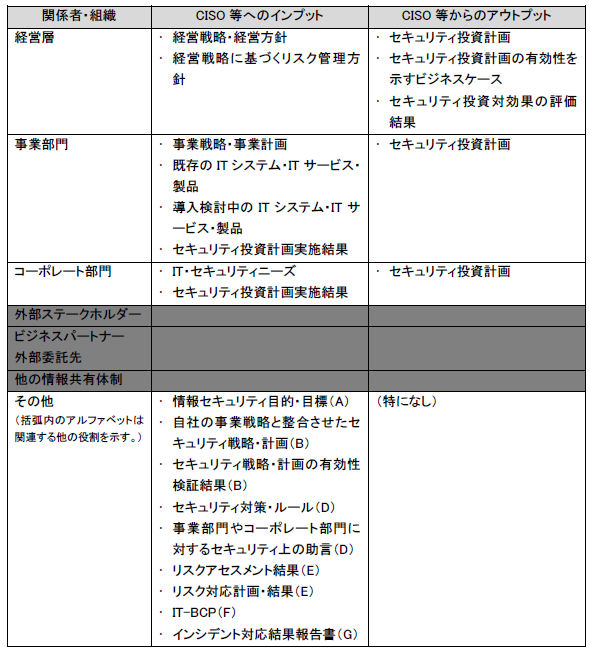 関係者・組織
CISO 等へのインプット
CISO 等からのアウトプット
経営層
・ 経営戦略・経営方針
・ 経営戦略に基づくリスク管理方
針
・ セキュリティ投資計画
・ セキュリティ投資計画の有効性を
示すビジネスケース
・ セキュリティ投資対効果の評価
結果
事業部門
・ 事業戦略・事業計画
・ 既存の IT システム・IT サービス・
製品
・ 導入検討中の IT システム・IT サ
ービス・製品
・ セキュリティ投資計画実施結果
・ セキュリティ投資計画
コーポレート部門
・ IT・セキュリティニーズ
・ セキュリティ投資計画実施結果
・ セキュリティ投資計画
外部ステークホルダー
ビジネスパートナー
外部委託先
他の情報共有体制
その他
（括弧内のアルファベットは
関連する他の役割を示す。）
・ 情報セキュリティ目的・目標（A）
・ 自社の事業戦略と整合させたセ
キュリティ戦略・計画（B）
・ セキュリティ戦略・計画の有効性
検証結果（B）
・ セキュリティ対策・ルール（D）
・ 事業部門やコーポレート部門に
対するセキュリティ上の助言（D）
・ リスクアセスメント結果（E）
・ リスク対応計画・結果（E）
・ IT-BCP（F）
・ インシデント対応結果報告書（G）
（特になし）